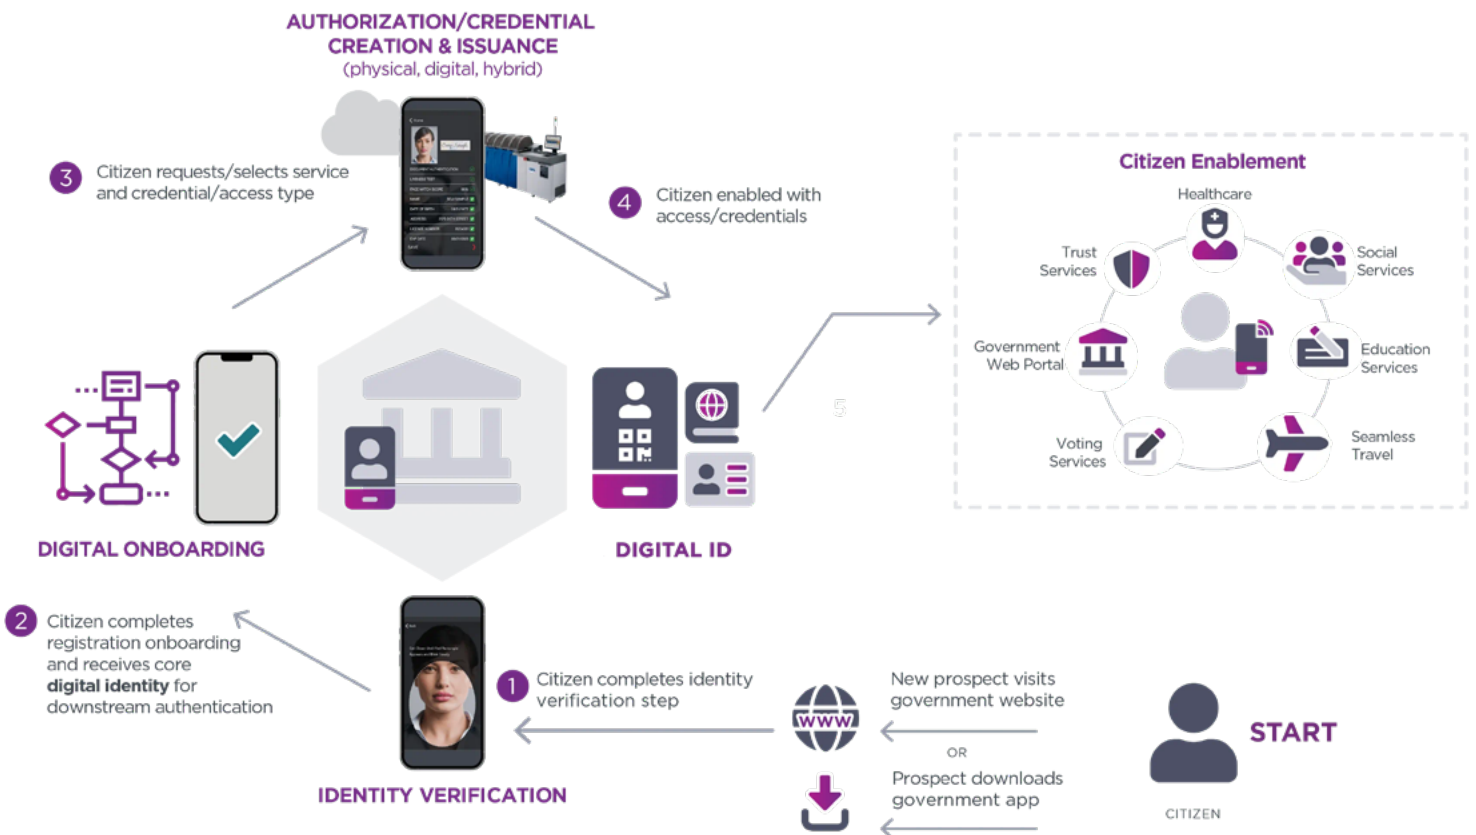 AUTHORIZATION/CREDENTIAL
CREATION & ISSUANCE
(physical, digital, hybrid)
3
Citizen requests/selects service
and credential/access type
4
Citizen enabled with
access/credentials
Citizen Enablement
Healthcare
Trust
Services
Social
Services
Government
Web Portal
Education
Services
Voting
Services
Seamless
Travel
5
DIGITAL ONBOARDING
DIGITAL ID
2
Citizen completes
registration onboarding
and receives core
digital identity for
downstream authentication
1
Citizen completes identity
verification step
IDENTITY VERIFICATION
WWW
New prospect visits
government website
OR
Prospect downloads
government app
START
CITIZEN